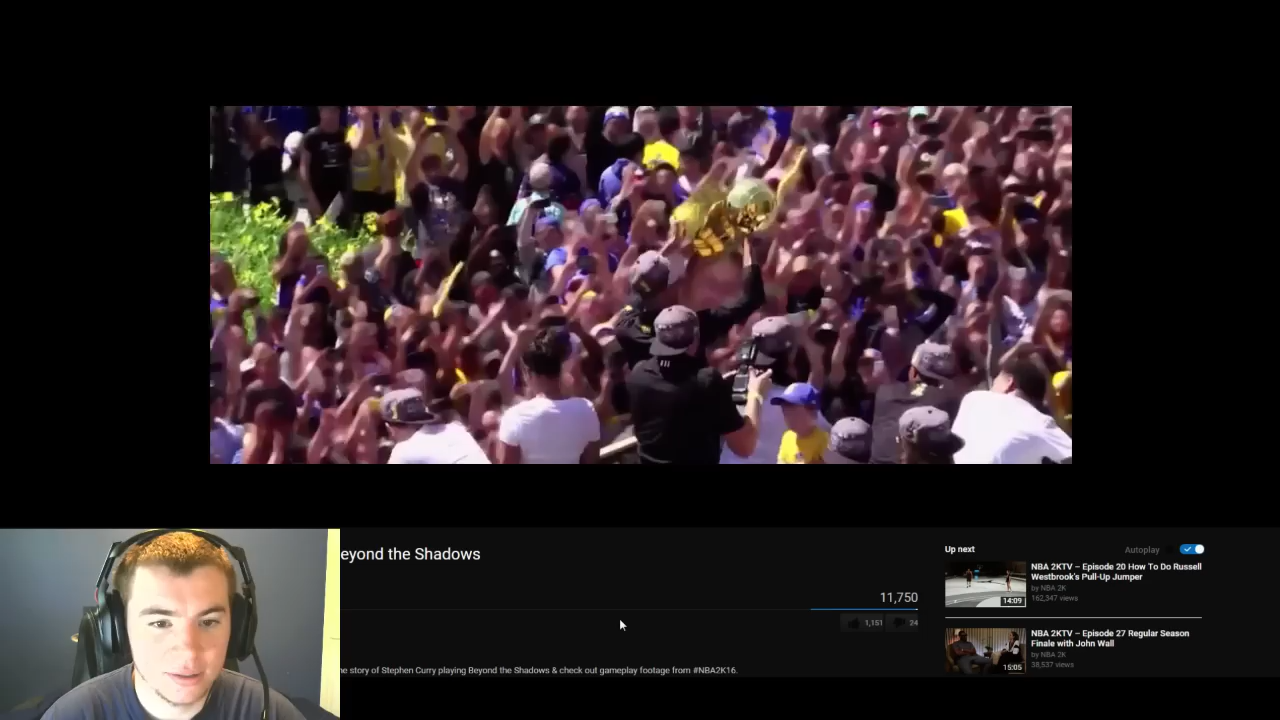 eyond the Shadows
11,750
1,151
24
he story of Stephen Curry playing Beyond the Shadows & check out gameplay footage from #NBA2K16.
Up next
Autoplay
NBA 2KTV – Episode 20 How To Do Russell
Westbrook's Pull-Up Jumper
by NBA 2K
162,347 views
14:09
NBA 2KTV – Episode 27 Regular Season
Finale with John Wall
by NBA 2K
38,537 views
15:05